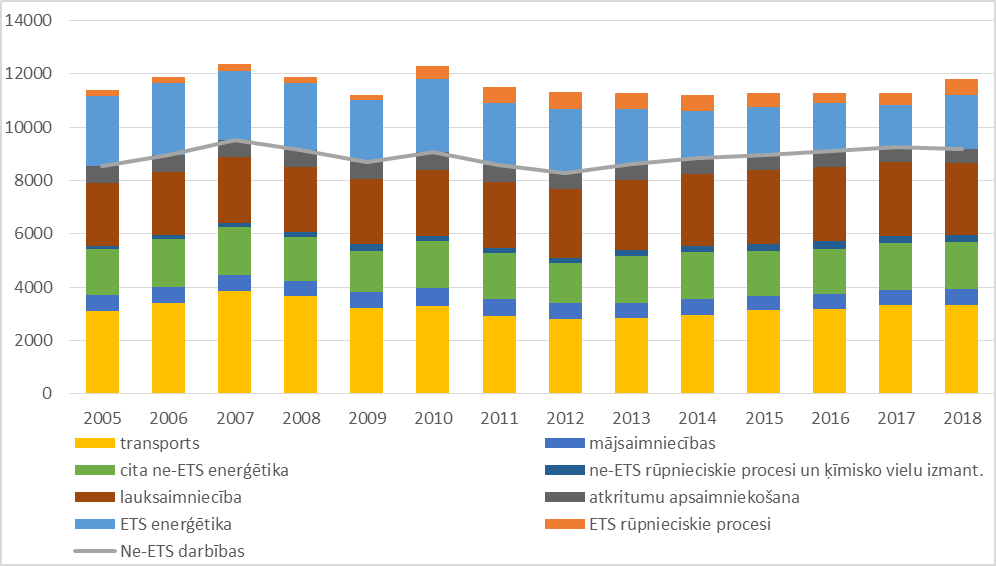 14000
12000
10000
8000
6000
4000
2000
0
2005 2006 2007 2008 2009 2010 2011 2012 2013 2014 2015 2016 2017 2018
transports mājsaimniecības
cita ne-ETS enerģētika ne-ETS rūpnieciskie procesi un ķīmisko vielu izmant.
lauksaimniecība atkritumu apsaimniekošana
ETS enerģētika ETS rūpnieciskie procesi
Ne-ETS darbības